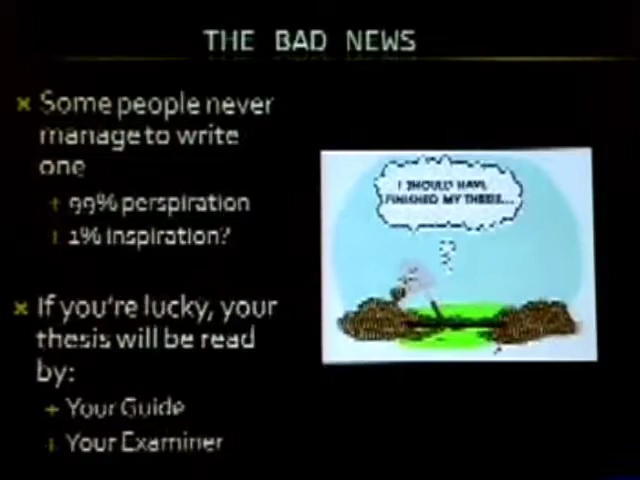 THE BAD NEWS
Some people never
manage to write
one
99% perspiration
1% inspiration?
I SHOULD HAVE
FINISHED MY THESIS...
If you're lucky, your
thesis will be read
by:
Your Guide
Your Examiner